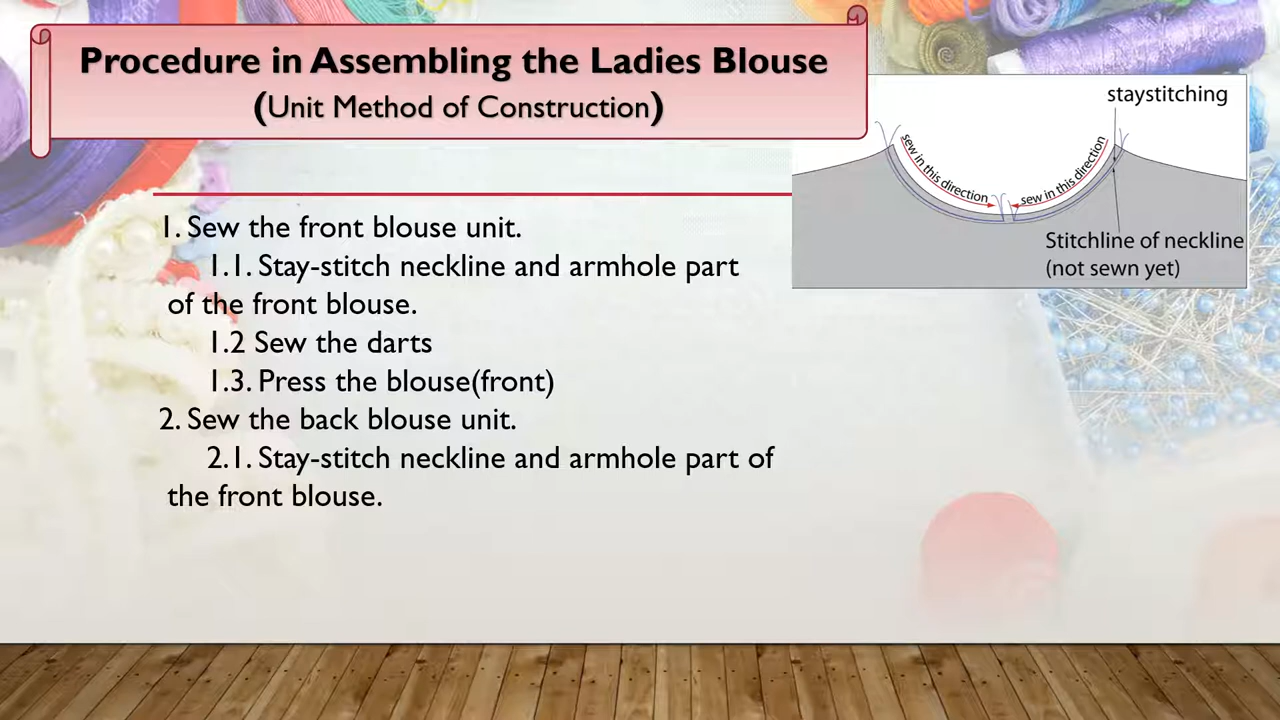 Procedure in Assembling the Ladies Blouse
(Unit Method of Construction)
staystitching
sew in this direction
sew in this direction
Stitchline of neckline
(not sewn yet)
1. Sew the front blouse unit.
1.1. Stay-stitch neckline and armhole part
of the front blouse.
1.2 Sew the darts
1.3. Press the blouse(front)
2. Sew the back blouse unit.
2.1. Stay-stitch neckline and armhole part of
the front blouse.